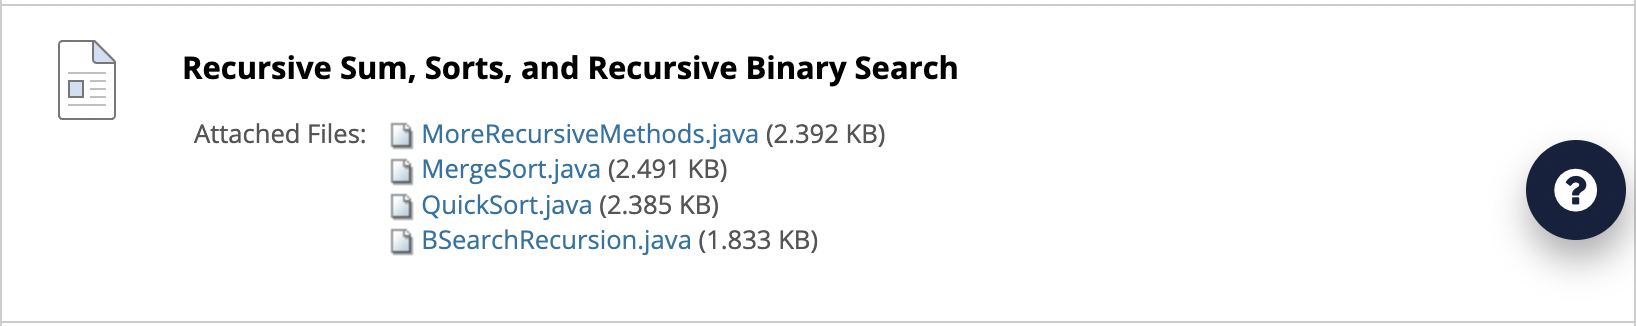 Recursive Sum, Sorts, and Recursive Binary Search
Attached Files: MoreRecursiveMethods.java (2.392 KB)
MergeSort.java (2.491 KB)
QuickSort.java (2.385 KB)
BSearchRecursion.java (1.833 KB)
?